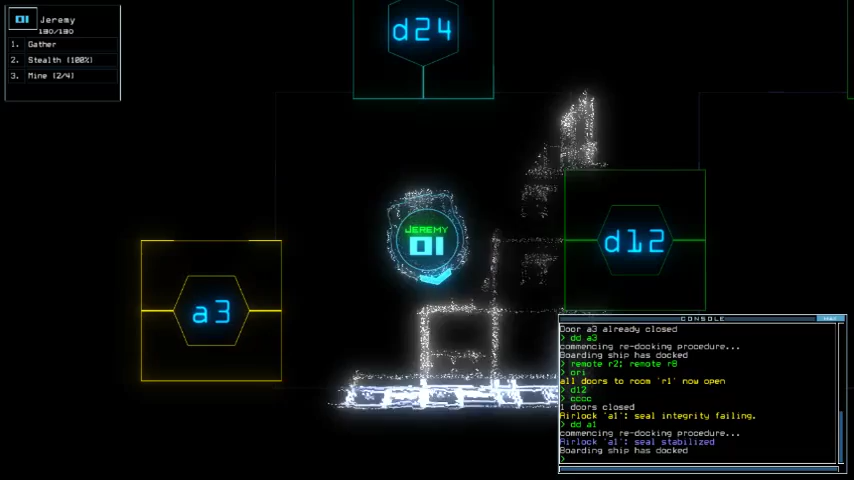 01 Jeremy
180/180
1. Gather
2. Stealth (100%)
3. Mine (2/4)
d24
JEREMY
01
d12
a3
CONSOLE
Door a3 already closed
> dd a3
commencing re-docking procedure...
Boarding ship has docked
> remote r2; remote r8
> ori
all doors to room 'r1' now open
> d12
> cccc
1 doors closed
Airlock 'a1': seal integrity failing.
> dd a1
commencing re-docking procedure...
Airlock 'a1': seal stabilized
Boarding ship has docked
>